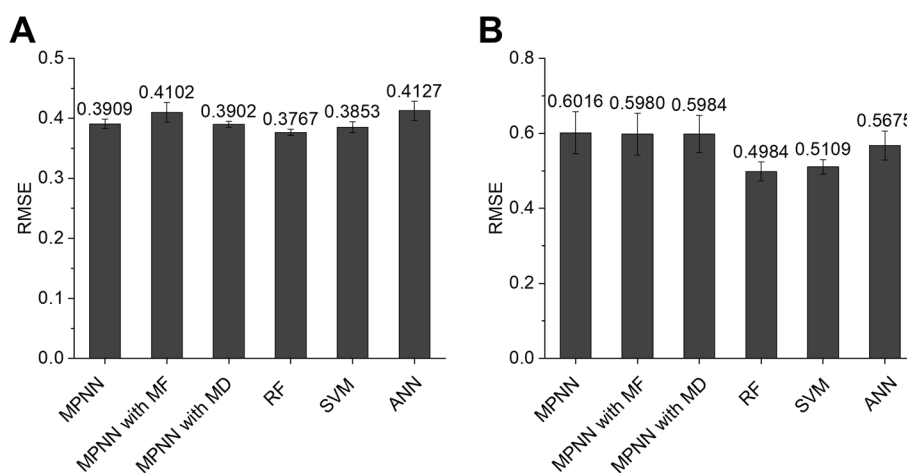 A
RMSE
0.5
0.4
0.3
0.2
0.1
0.0
0.3909
0.4102
0.3902
0.3767
0.3853
0.4127
MPNN
MPNN with MF
MPNN with MD
RF
SVM
ANN
B
RMSE
0.8
0.6
0.4
0.2
0.0
0.6016
0.5980
0.5984
0.4984
0.5109
0.5675
MPNN
MPNN with MF
MPNN with MD
RF
SVM
ANN